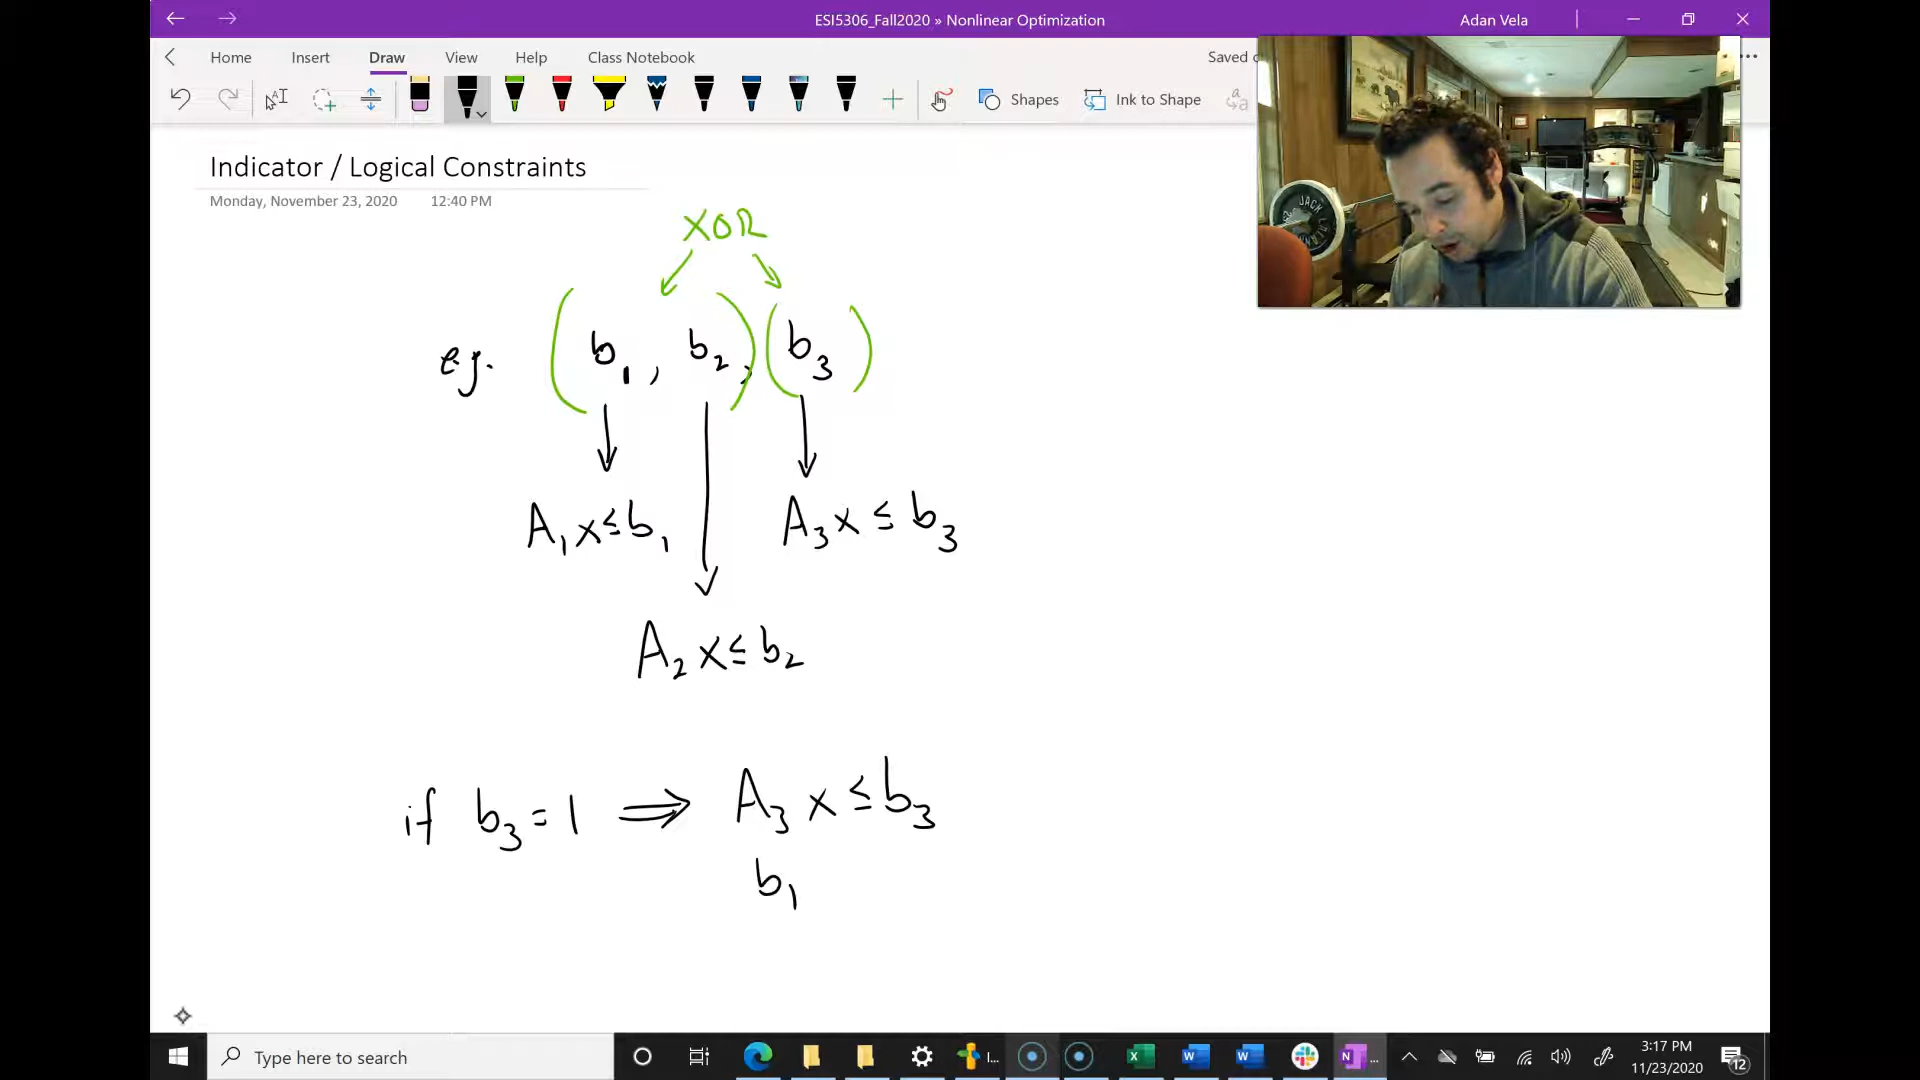 ESI5306_Fall2020 » Nonlinear Optimization
Adan Vela
Home Insert Draw View Help Class Notebook
Saved
Shapes Ink to Shape
Indicator / Logical Constraints
Monday, November 23, 2020 12:40 PM
XOR
e.g. (b₁, b₂,) (b₃)
A₁x≤b₁ A₃x ≤ b₃
A₂x≤b₂
if b₃=1 ⟹ A₃x ≤b₃
b₁
JACK
Type here to search
3:17 PM
11/23/2020
12